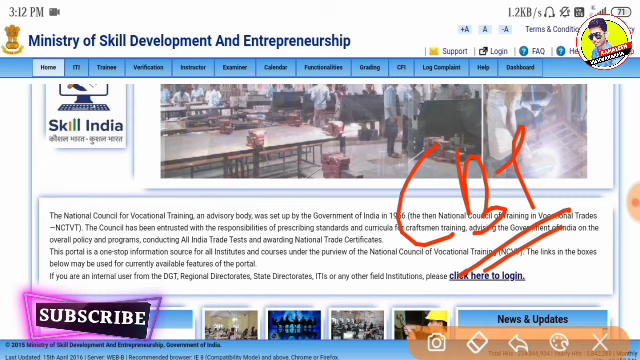 3:12 PM
1.2KB/s
71
Ministry of Skill Development And Entrepreneurship
+A A -A Terms & Conditions
Support Login FAQ
Home ITI Trainee Verification Instructor Examiner Calendar Functionalities Grading CFI Log Complaint Help Dashboard
Skill India
कौशल भारत - कुशल भारत
CBT
The National Council for Vocational Training, an advisory body, was set up by the Government of India in 1956 (the then National Council of Training in Vocational Trades
—NCTVT). The Council has been entrusted with the responsibilities of prescribing standards and curricula for craftsmen training, advising the Government of India on the
overall policy and programs, conducting All India Trade Tests and awarding National Trade Certificates.
This portal is a one-stop information source for all Institutes and courses under the purview of the National Council of Vocational Training (NCVT). The links in the boxes
below may be used for currently available features of the portal.
If you are an internal user from the DGT, Regional Directorates, State Directorates, ITIs or any other field Institutions, please click here to login.
SUBSCRIBE
News & Updates
© 2015 Ministry of Skill Development And Entrepreneurship, Government of India.
Last Updated: 15th April 2016 | Server: WEB-B | Recommended browser: IE 8 (Compatibility Mode) and above, Chrome or Firefox.